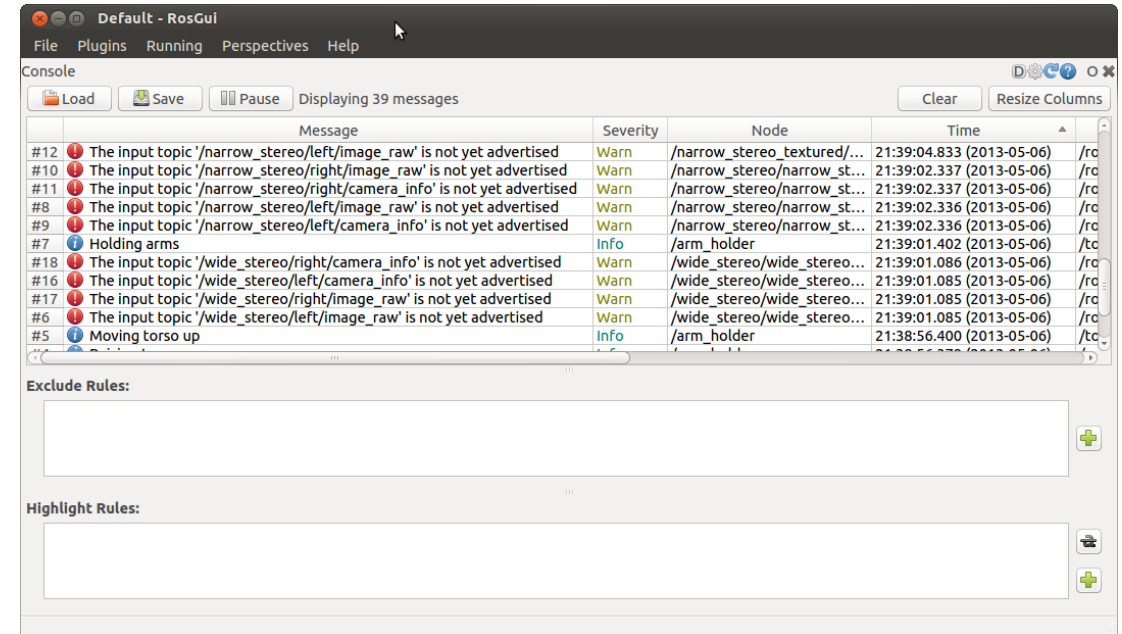 Default - RosGui
File Plugins Running Perspectives Help
Console D O
Load Save Pause Displaying 39 messages Clear Resize Columns
Message Severity Node Time
#12 The input topic '/narrow_stereo/left/image_raw' is not yet advertised Warn /narrow_stereo_textured/... 21:39:04.833 (2013-05-06) /ro
#10 The input topic '/narrow_stereo/right/image_raw' is not yet advertised Warn /narrow_stereo/narrow_st... 21:39:02.337 (2013-05-06) /ro
#11 The input topic '/narrow_stereo/right/camera_info' is not yet advertised Warn /narrow_stereo/narrow_st... 21:39:02.337 (2013-05-06) /ro
#8 The input topic '/narrow_stereo/left/image_raw' is not yet advertised Warn /narrow_stereo/narrow_st... 21:39:02.336 (2013-05-06) /ro
#9 The input topic '/narrow_stereo/left/camera_info' is not yet advertised Warn /narrow_stereo/narrow_st... 21:39:02.336 (2013-05-06) /ro
#7 Holding arms Info /arm_holder 21:39:01.402 (2013-05-06) /to
#18 The input topic '/wide_stereo/right/camera_info' is not yet advertised Warn /wide_stereo/wide_stereo... 21:39:01.086 (2013-05-06) /ro
#16 The input topic '/wide_stereo/left/camera_info' is not yet advertised Warn /wide_stereo/wide_stereo... 21:39:01.085 (2013-05-06) /ro
#17 The input topic '/wide_stereo/right/image_raw' is not yet advertised Warn /wide_stereo/wide_stereo... 21:39:01.085 (2013-05-06) /ro
#6 The input topic '/wide_stereo/left/image_raw' is not yet advertised Warn /wide_stereo/wide_stereo... 21:39:01.085 (2013-05-06) /ro
#5 Moving torso up Info /arm_holder 21:38:56.400 (2013-05-06) /to
Exclude Rules:
Highlight Rules: